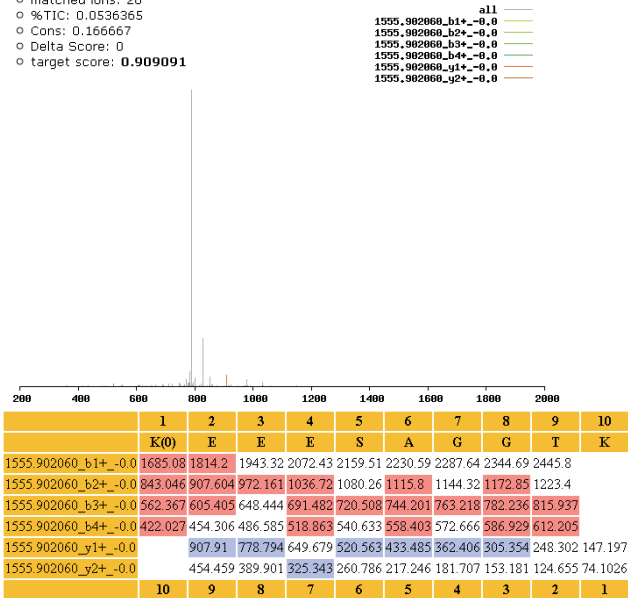 matched ions: 20
%TIC: 0.0536365
Cons: 0.166667
Delta Score: 0
target score: 0.909091
all
1555.902060_b1+_-0.0
1555.902060_b2+_-0.0
1555.902060_b3+_-0.0
1555.902060_b4+_-0.0
1555.902060_y1+_-0.0
1555.902060_y2+_-0.0
200 400 600 800 1000 1200 1400 1600 1800 2000
1 2 3 4 5 6 7 8 9 10
K(0) E E E S A G G T K
1555.902060_b1+_-0.0 1685.08 1814.2 1943.32 2072.43 2159.51 2230.59 2287.64 2344.69 2445.8
1555.902060_b2+_-0.0 843.046 907.604 972.161 1036.72 1080.26 1115.8 1144.32 1172.85 1223.4
1555.902060_b3+_-0.0 562.367 605.405 648.444 691.482 720.508 744.201 763.218 782.236 815.937
1555.902060_b4+_-0.0 422.027 454.306 486.585 518.863 540.633 558.403 572.666 586.929 612.205
1555.902060_y1+_-0.0 907.91 778.794 649.679 520.563 433.485 362.406 305.354 248.302 147.197
1555.902060_y2+_-0.0 454.459 389.901 325.343 260.786 217.246 181.707 153.181 124.655 74.1026
10 9 8 7 6 5 4 3 2 1